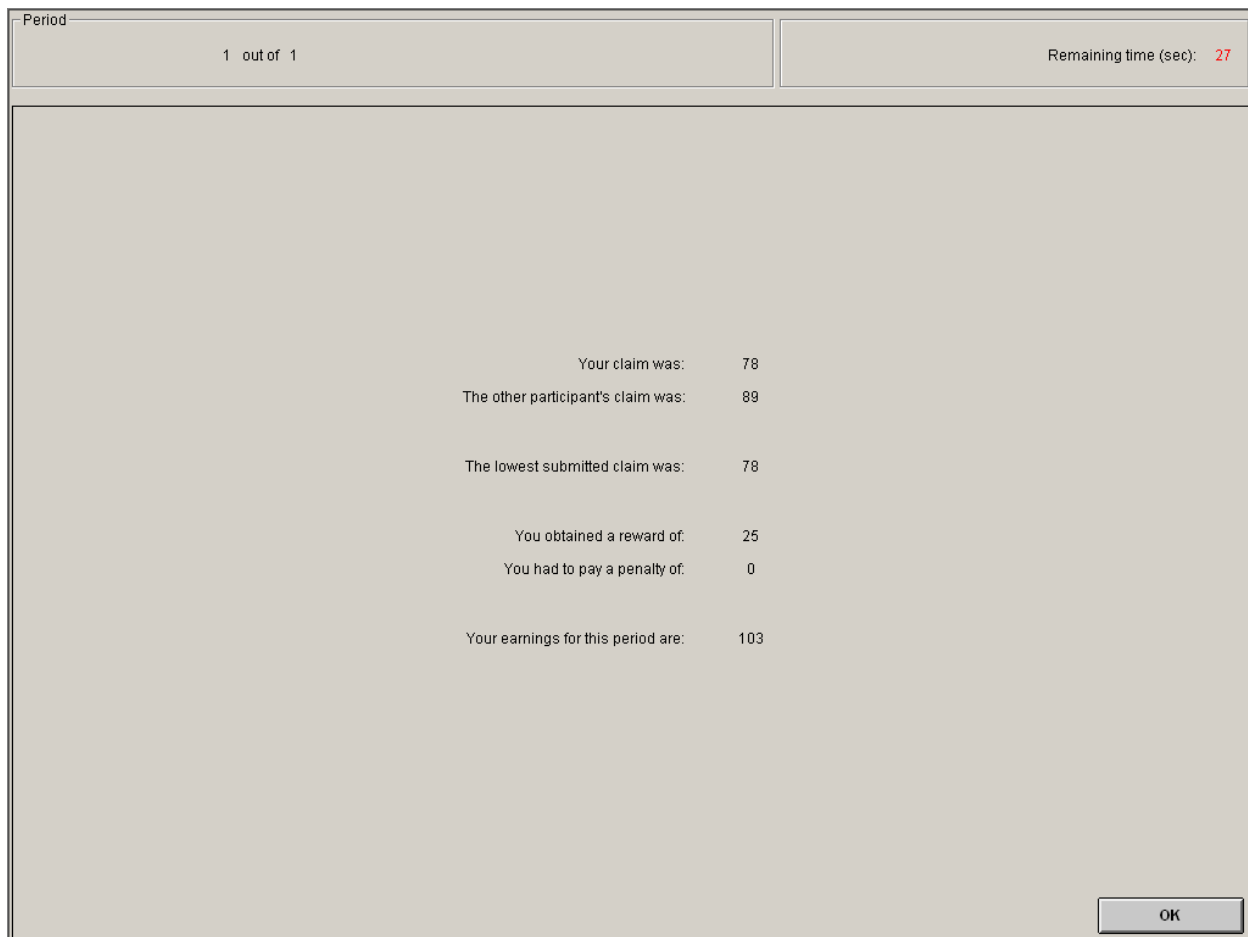 Period
1 out of 1
Remaining time (sec): 27
Your claim was: 78
The other participant's claim was: 89
The lowest submitted claim was: 78
You obtained a reward of: 25
You had to pay a penalty of: 0
Your earnings for this period are: 103
OK